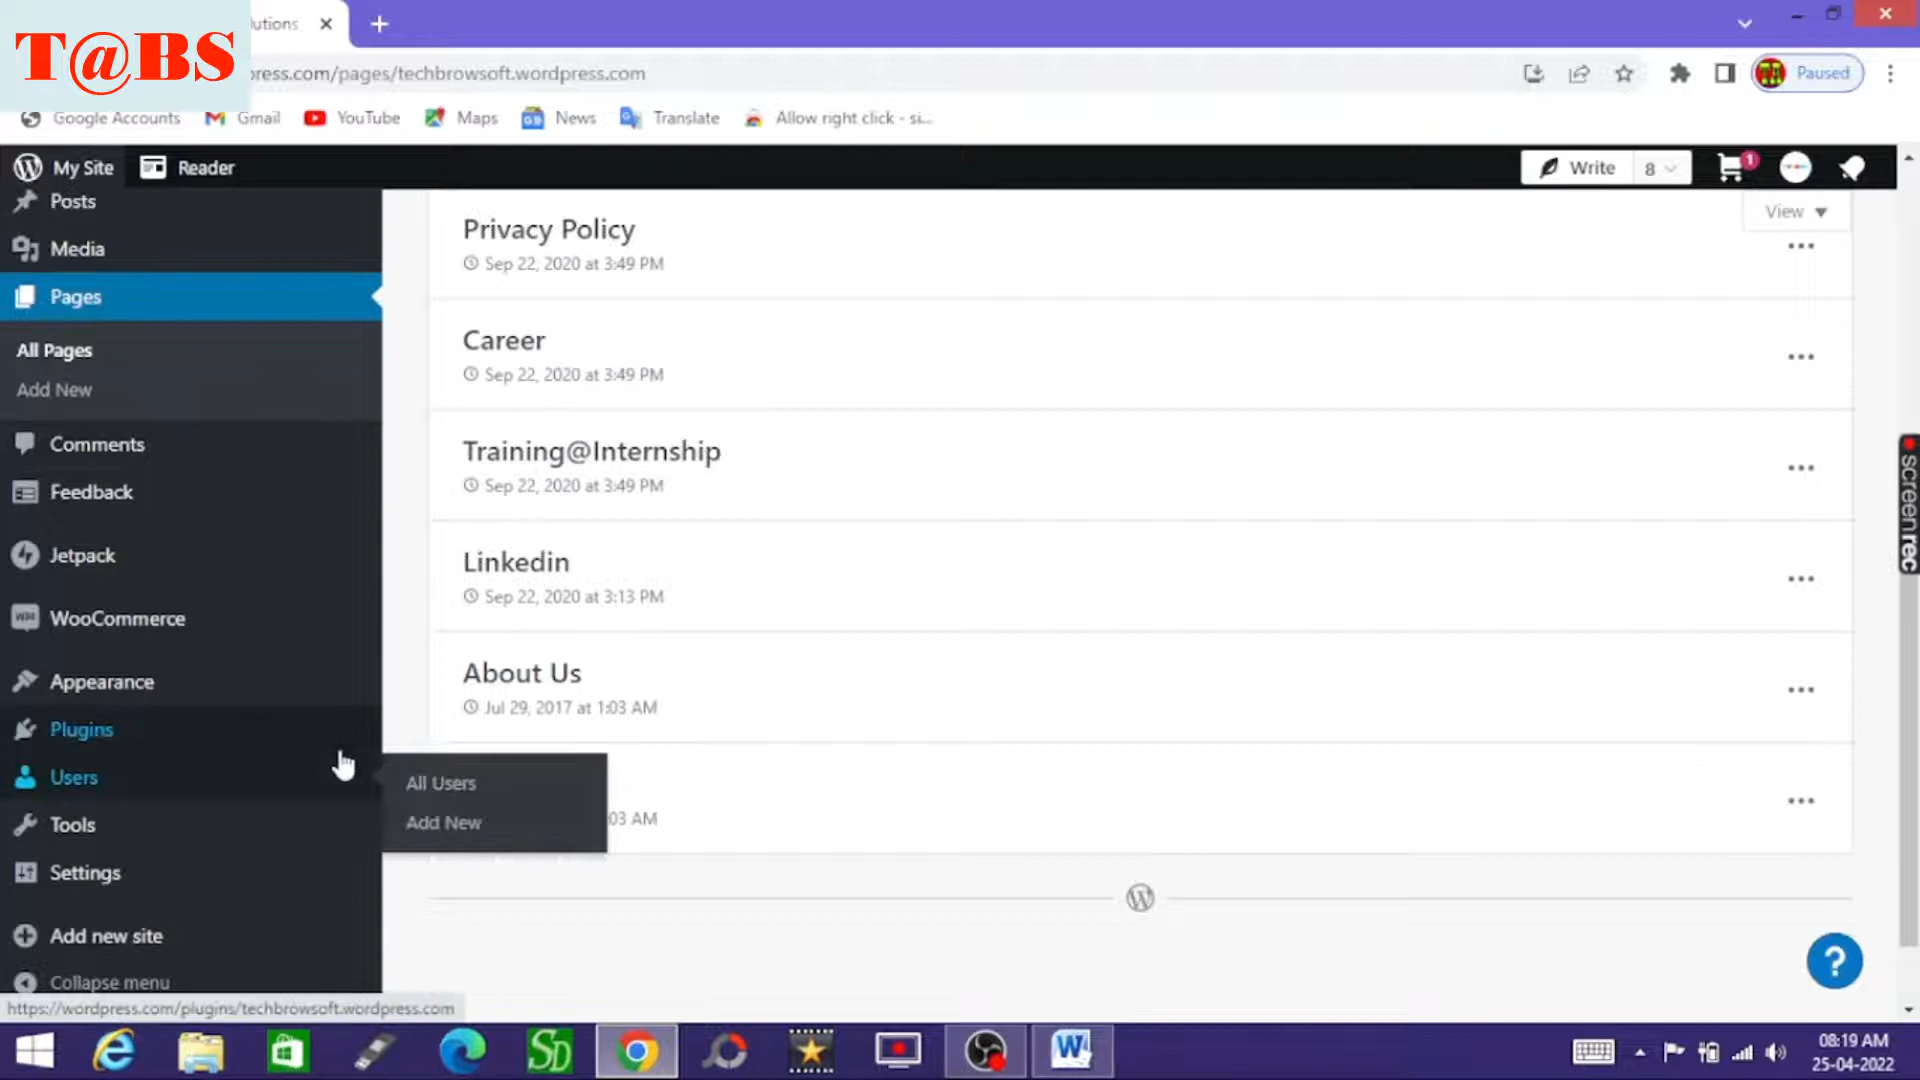 T@BS
utions
press.com/pages/techbrowsoft.wordpress.com
Paused
Google Accounts
Gmail
YouTube
Maps
News
Translate
Allow right click - si...
My Site
Reader
Write
8
1
Posts
Media
Pages
All Pages
Add New
Comments
Feedback
Jetpack
WooCommerce
Appearance
Plugins
Users
Tools
Settings
Add new site
Collapse menu
View
Privacy Policy
Sep 22, 2020 at 3:49 PM
Career
Sep 22, 2020 at 3:49 PM
Training@Internship
Sep 22, 2020 at 3:49 PM
Linkedin
Sep 22, 2020 at 3:13 PM
About Us
Jul 29, 2017 at 1:03 AM
All Users
Add New
03 AM
?
screenrec
https://wordpress.com/plugins/techbrowsoft.wordpress.com
08:19 AM
25-04-2022